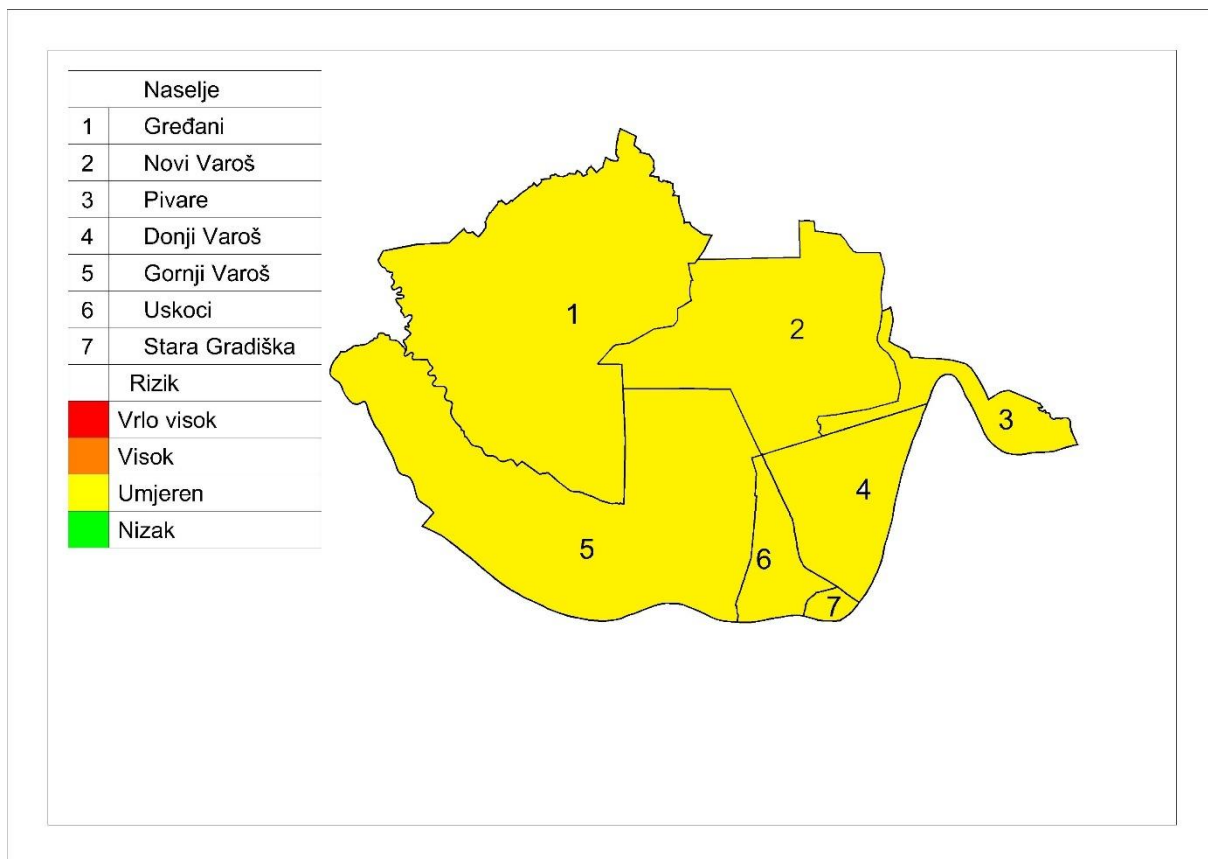 Naselje
1 Gređani
2 Novi Varoš
3 Pivare
4 Donji Varoš
5 Gornji Varoš
6 Uskoci
7 Stara Gradiška
Rizik
Vrlo visok
Visok
Umjeren
Nizak
1
2
3
4
5
6
7